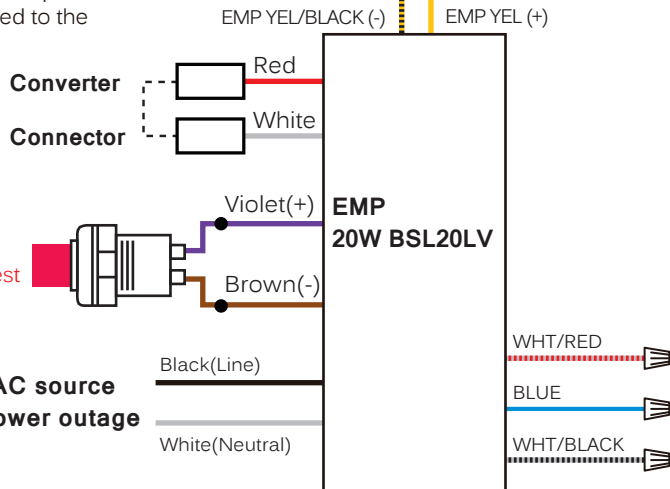 ed to the
EMP YEL/BLACK (-)
EMP YEL (+)
Converter
Red
Connector
White
Violet(+)
EMP
20W BSL20LV
est
Brown(-)
WHT/RED
Black(Line)
AC source
BLUE
ower outage
White(Neutral)
WHT/BLACK